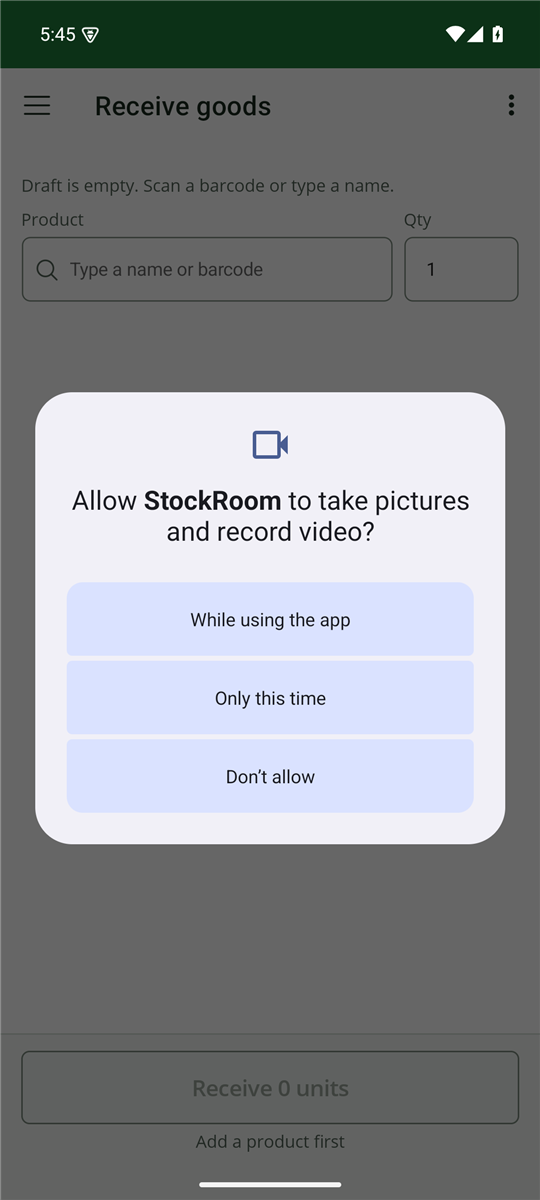 5:45
Receive goods
Draft is empty. Scan a barcode or type a name.
Product
Qty
Type a name or barcode
1
Allow StockRoom to take pictures
and record video?
While using the app
Only this time
Don’t allow
Receive 0 units
Add a product first